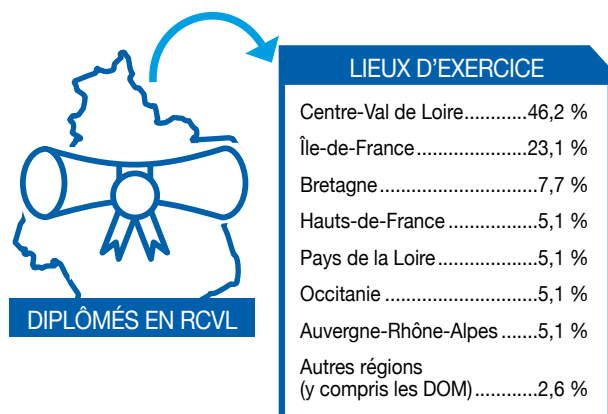 LIEUX D'EXERCICE
Centre-Val de Loire............46,2 %
Île-de-France................23,1 %
Bretagne.......................7,7 %
Hauts-de-France............5,1 %
Pays de la Loire..............5,1 %
Occitanie......................5,1 %
Auvergne-Rhône-Alpes.......5,1 %
Autres régions
(y compris les DOM)............2,6 %
DIPLÔMÉS EN RCVL